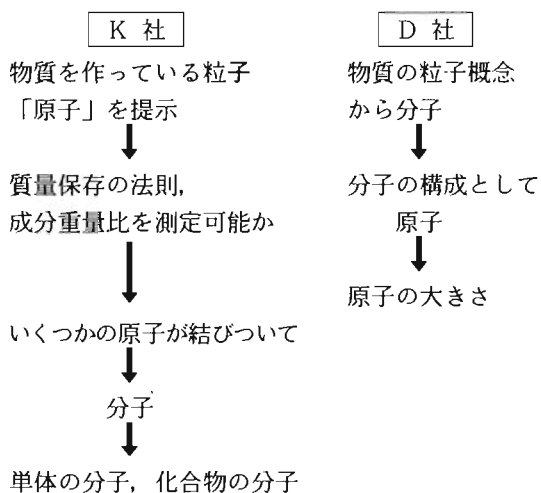 K 社
物質を作っている粒子
「原子」を提示
質量保存の法則,
成分重量比を測定可能か
いくつかの原子が結びついて
分子
単体の分子, 化合物の分子
D 社
物質の粒子概念
から分子
分子の構成として
原子
原子の大きさ